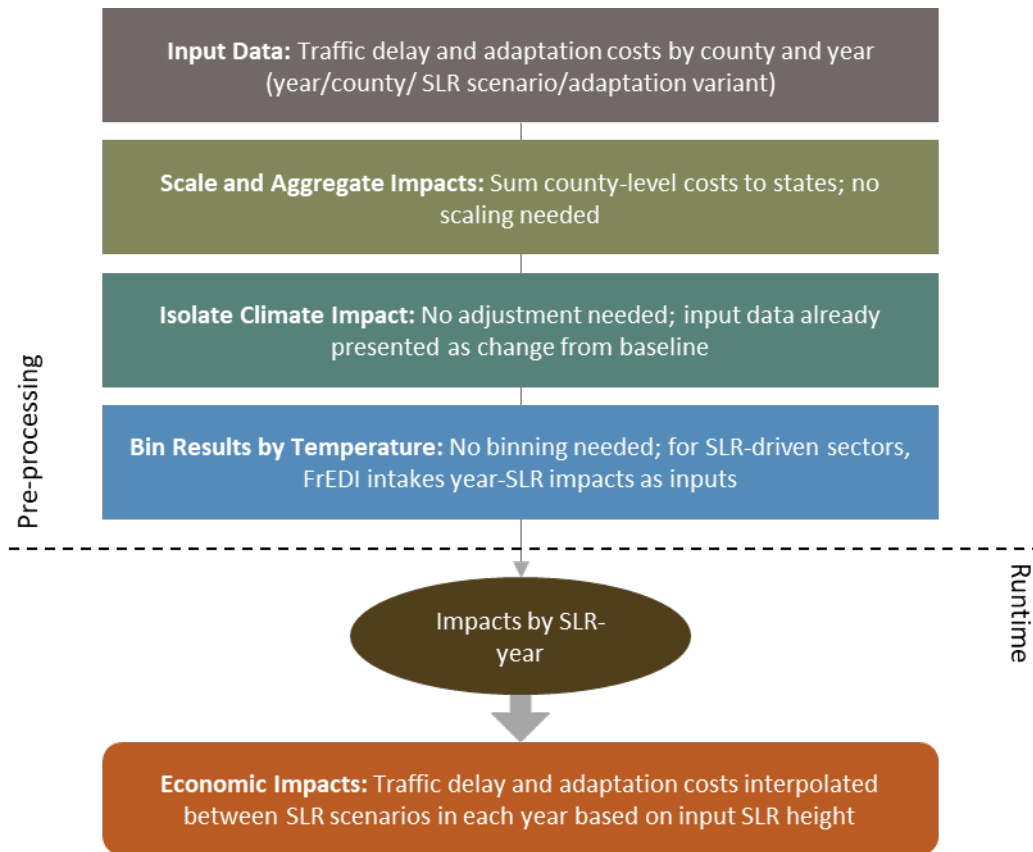 Input Data: Traffic delay and adaptation costs by county and year
(year/county/ SLR scenario/adaptation variant)
Scale and Aggregate Impacts: Sum county-level costs to states; no
scaling needed
Isolate Climate Impact: No adjustment needed; input data already
presented as change from baseline
Bin Results by Temperature: No binning needed; for SLR-driven sectors,
FrEDI intakes year-SLR impacts as inputs
Pre-processing
Runtime
Impacts by SLR-
year
Economic Impacts: Traffic delay and adaptation costs interpolated
between SLR scenarios in each year based on input SLR height